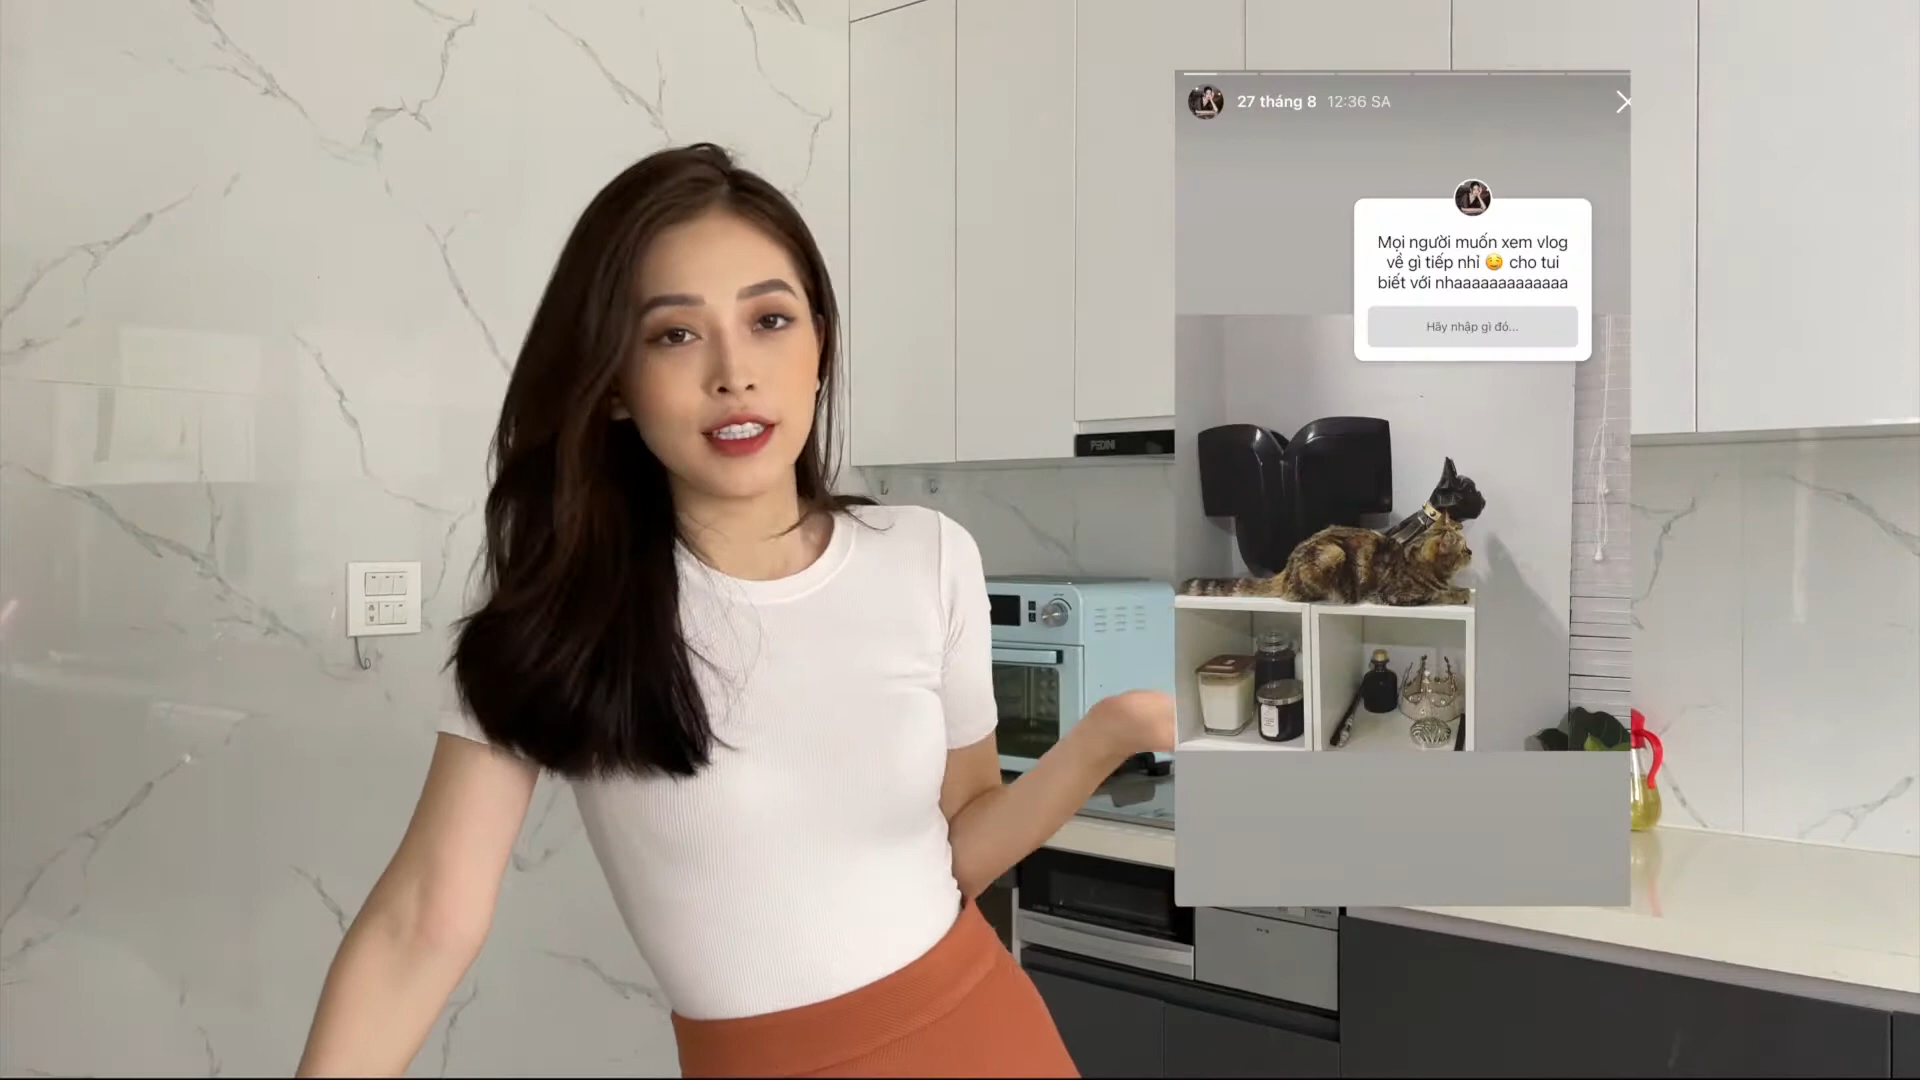 27 tháng 8 12:36 SA
Mọi người muốn xem vlog
về gì tiếp nhỉ 😉 cho tui
biết với nhaaaaaaaaaaaaa
Hãy nhập gì đó...